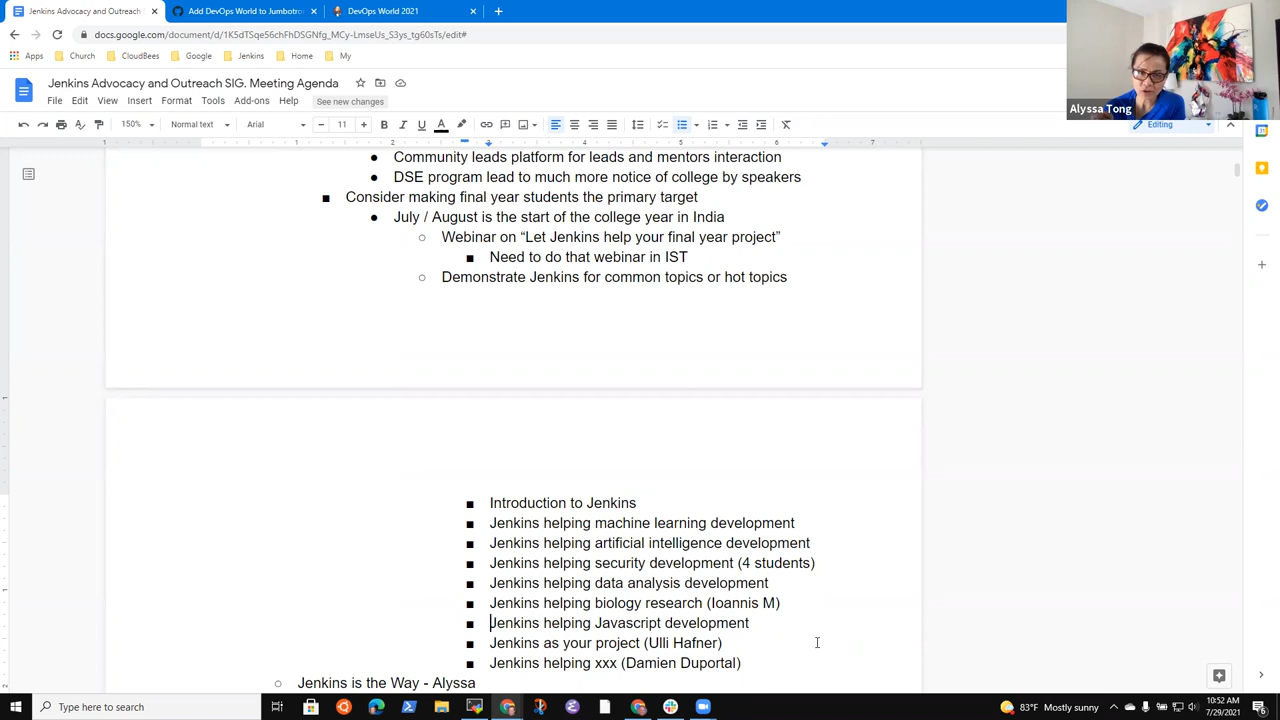 Jenkins Advocacy and Outreach S
Add DevOps World to Jumbotro
DevOps World 2021
docs.google.com/document/d/1K5dTSqe56chFhDSGNfg_MCy-LmseUs_S3ys_tg60sTs/edit#
Apps Church CloudBees Google Jenkins Home My
Jenkins Advocacy and Outreach SIG. Meeting Agenda
Alyssa Tong
File Edit View Insert Format Tools Add-ons Help See new changes
150% Normal text Arial 11 Editing
1 1 2 3 4 5 6 7
● Community leads platform for leads and mentors interaction
● DSE program lead to much more notice of college by speakers
■ Consider making final year students the primary target
● July / August is the start of the college year in India
○ Webinar on “Let Jenkins help your final year project”
■ Need to do that webinar in IST
○ Demonstrate Jenkins for common topics or hot topics
■ Introduction to Jenkins
■ Jenkins helping machine learning development
■ Jenkins helping artificial intelligence development
■ Jenkins helping security development (4 students)
■ Jenkins helping data analysis development
■ Jenkins helping biology research (Ioannis M)
■ Jenkins helping Javascript development
■ Jenkins as your project (Ulli Hafner)
■ Jenkins helping xxx (Damien Duportal)
○ Jenkins is the Way - Alyssa
Type here to search
83°F Mostly sunny
10:52 AM
7/29/2021